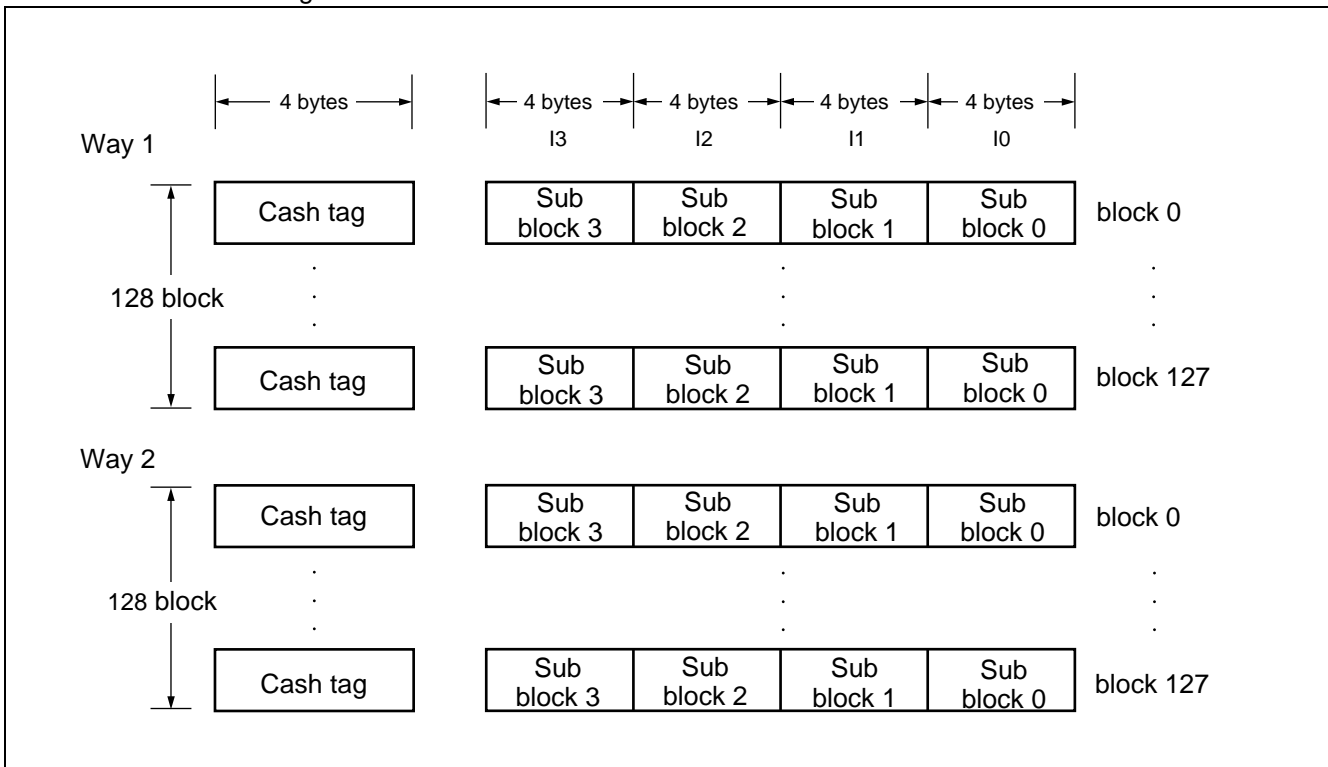 4 bytes 4 bytes 4 bytes 4 bytes 4 bytes
I3 I2 I1 I0
Way 1
Cash tag Sub block 3 Sub block 2 Sub block 1 Sub block 0 block 0
128 block
Cash tag Sub block 3 Sub block 2 Sub block 1 Sub block 0 block 127
Way 2
Cash tag Sub block 3 Sub block 2 Sub block 1 Sub block 0 block 0
128 block
Cash tag Sub block 3 Sub block 2 Sub block 1 Sub block 0 block 127